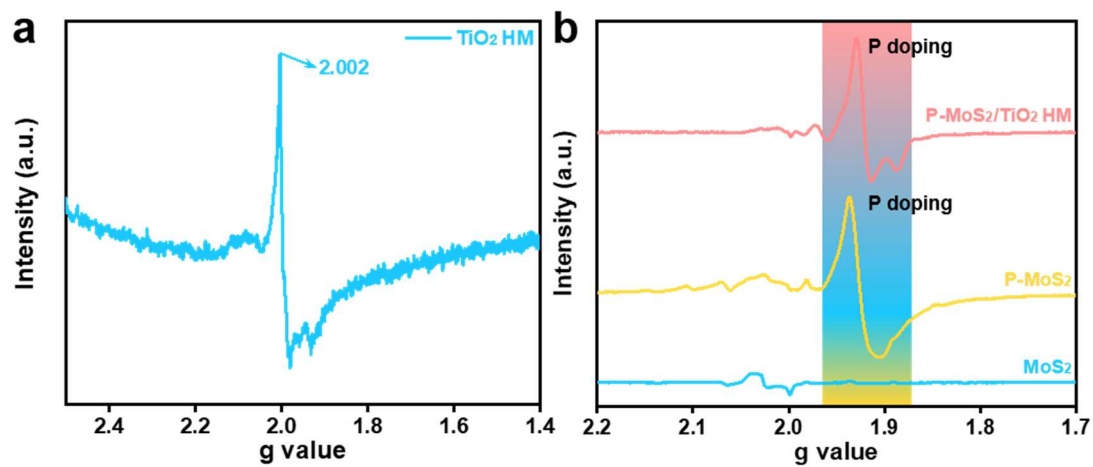 a
TiO2 HM
2.002
Intensity (a.u.)
2.4 2.2 2.0 1.8 1.6 1.4
g value
b
P doping
P-MoS2/TiO2 HM
P doping
P-MoS2
MoS2
Intensity (a.u.)
2.2 2.1 2.0 1.9 1.8 1.7
g value